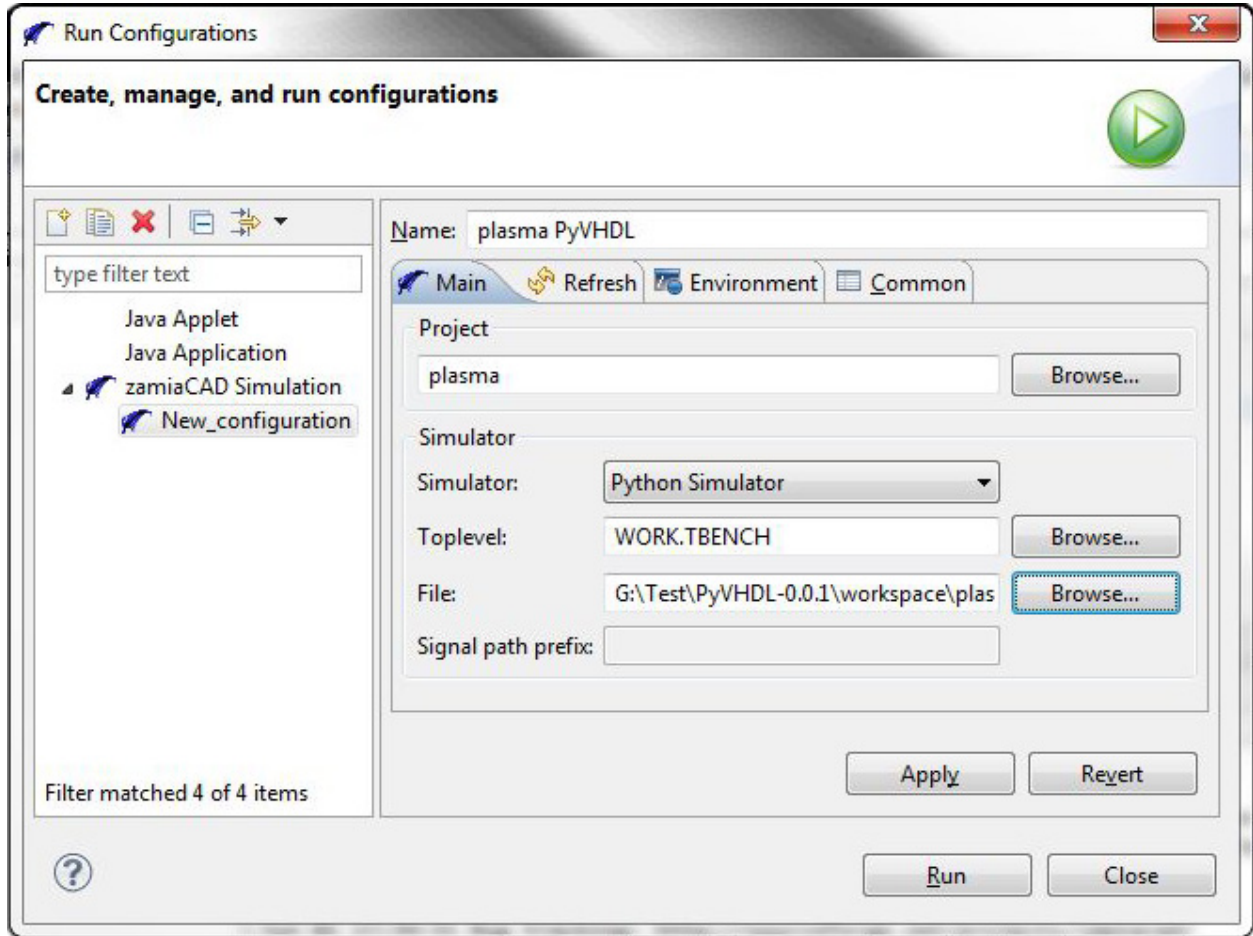 Run Configurations
Create, manage, and run configurations
type filter text
Java Applet
Java Application
zamiaCAD Simulation
New_configuration
Filter matched 4 of 4 items
Name: plasma PyVHDL
Main Refresh Environment Common
Project
plasma Browse...
Simulator
Simulator: Python Simulator
Toplevel: WORK.TBENCH Browse...
File: G:\Test\PyVHDL-0.0.1\workspace\plas Browse...
Signal path prefix:
Apply Revert
Run Close